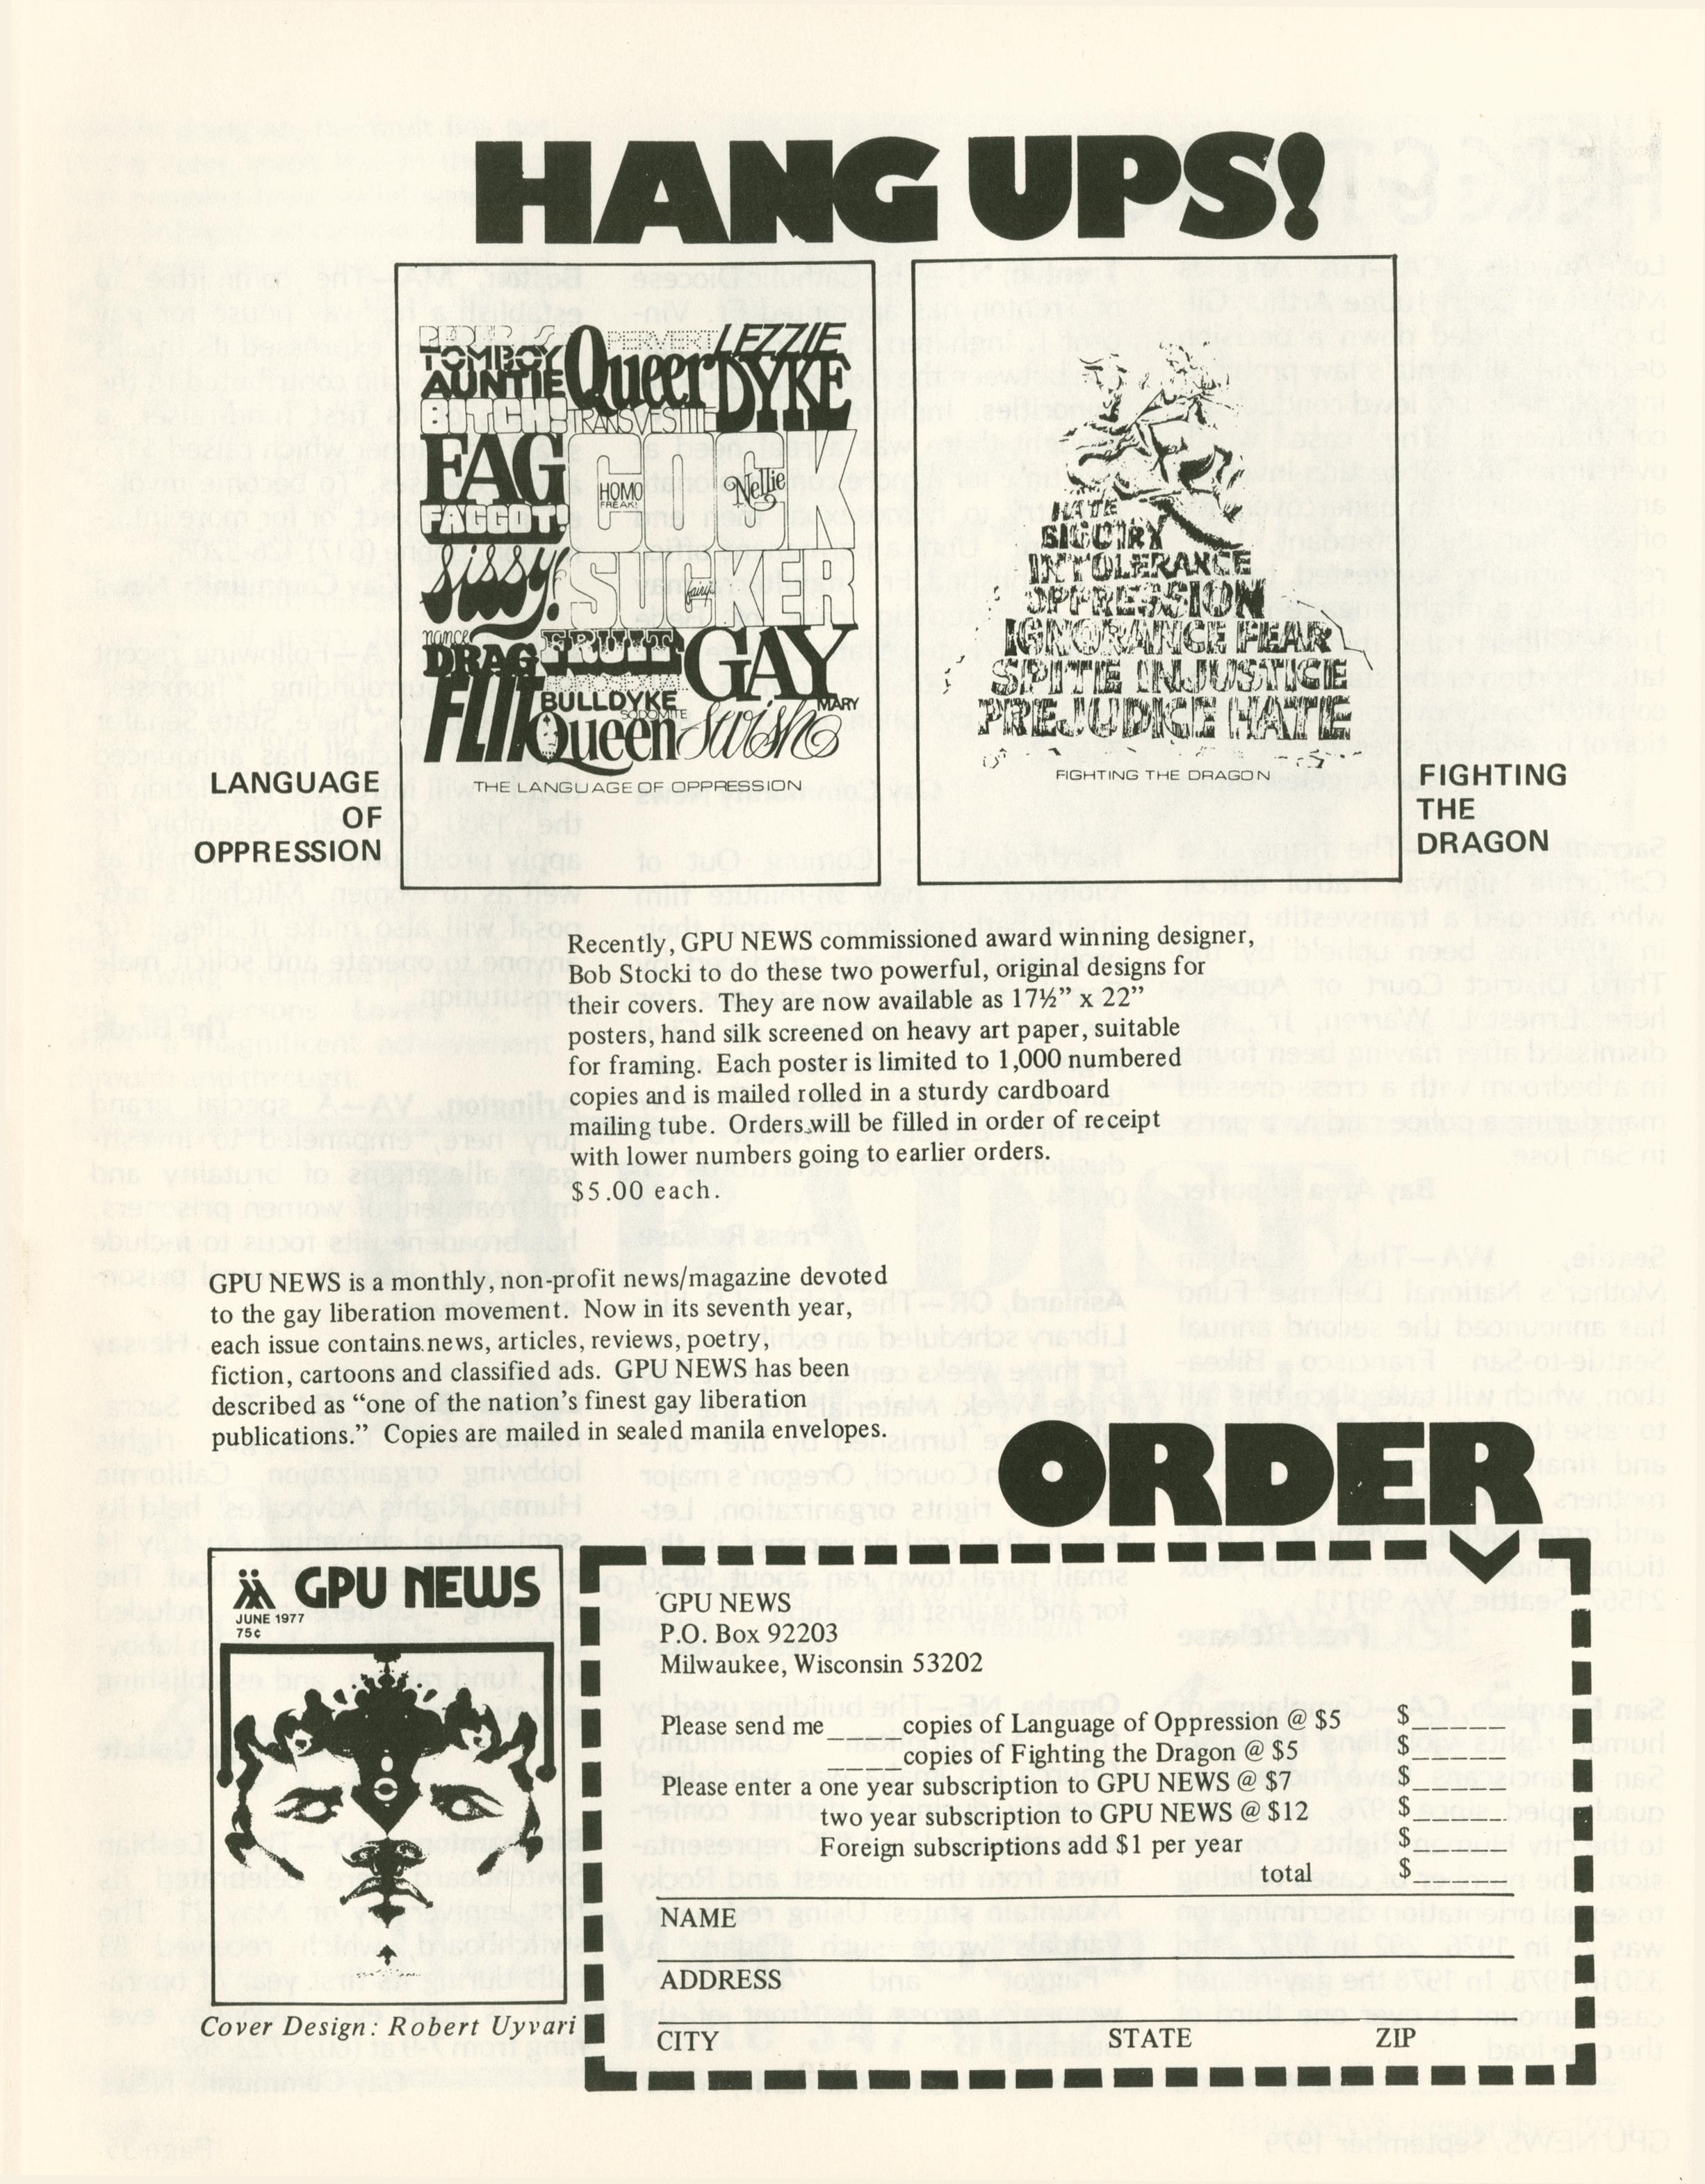 HANG UPS!
TOMBOY
AUNTIE
BITCH
Queer
PERVERT
TRANSVESTITE
LEZZIE
DYKE
FAG
FAGGOT!
COCK
HOMO
FREAK!
Nellie
sissy!
SUCKER
fairy
nance
DRAG
FRUIT
GAY
FLIT
BULLDYKE
SODOMITE
MARY
Queen
swish
THE LANGUAGE OF OPPRESSION
LANGUAGE
OF
OPPRESSION
HATE
BIGOTRY
INTOLERANCE
OPPRESSION
IGNORANCE FEAR
SPITE INJUSTICE
PREJUDICE HATE
FIGHTING THE DRAGON
FIGHTING
THE
DRAGON
Recently, GPU NEWS commissioned award winning designer,
Bob Stocki to do these two powerful, original designs for
their covers. They are now available as 17½” x 22”
posters, hand silk screened on heavy art paper, suitable
for framing. Each poster is limited to 1,000 numbered
copies and is mailed rolled in a sturdy cardboard
mailing tube. Orders will be filled in order of receipt
with lower numbers going to earlier orders.
$5.00 each.
GPU NEWS is a monthly, non-profit news/magazine devoted
to the gay liberation movement. Now in its seventh year,
each issue contains news, articles, reviews, poetry,
fiction, cartoons and classified ads. GPU NEWS has been
described as “one of the nation's finest gay liberation
publications.” Copies are mailed in sealed manila envelopes.
ORDER
GPU NEWS
JUNE 1977
75¢
Cover Design: Robert Uyvari
GPU NEWS
P.O. Box 92203
Milwaukee, Wisconsin 53202
Please send me _____ copies of Language of Oppression @ $5 $______
_____ copies of Fighting the Dragon @ $5 $______
Please enter a one year subscription to GPU NEWS @ $7 $______
two year subscription to GPU NEWS @ $12 $______
Foreign subscriptions add $1 per year $______
total $______
NAME
ADDRESS
CITY STATE ZIP